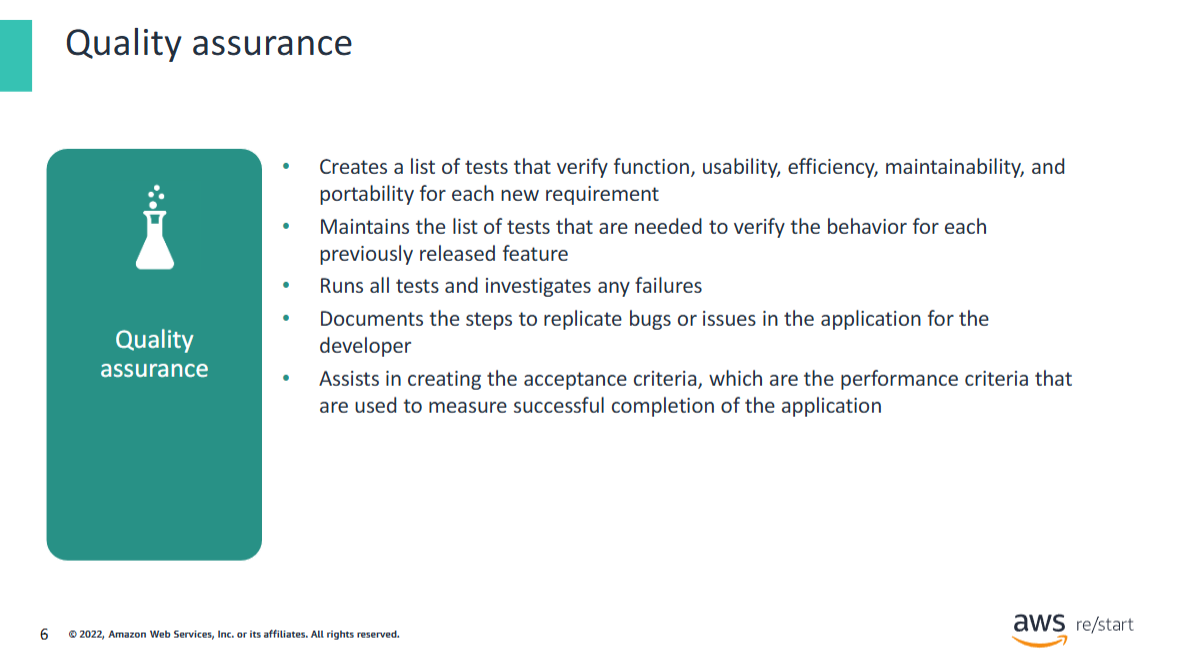 Quality assurance
Quality
assurance
• Creates a list of tests that verify function, usability, efficiency, maintainability, and
portability for each new requirement
• Maintains the list of tests that are needed to verify the behavior for each
previously released feature
• Runs all tests and investigates any failures
• Documents the steps to replicate bugs or issues in the application for the
developer
• Assists in creating the acceptance criteria, which are the performance criteria that
are used to measure successful completion of the application
6 © 2022, Amazon Web Services, Inc. or its affiliates. All rights reserved.
aws re/start